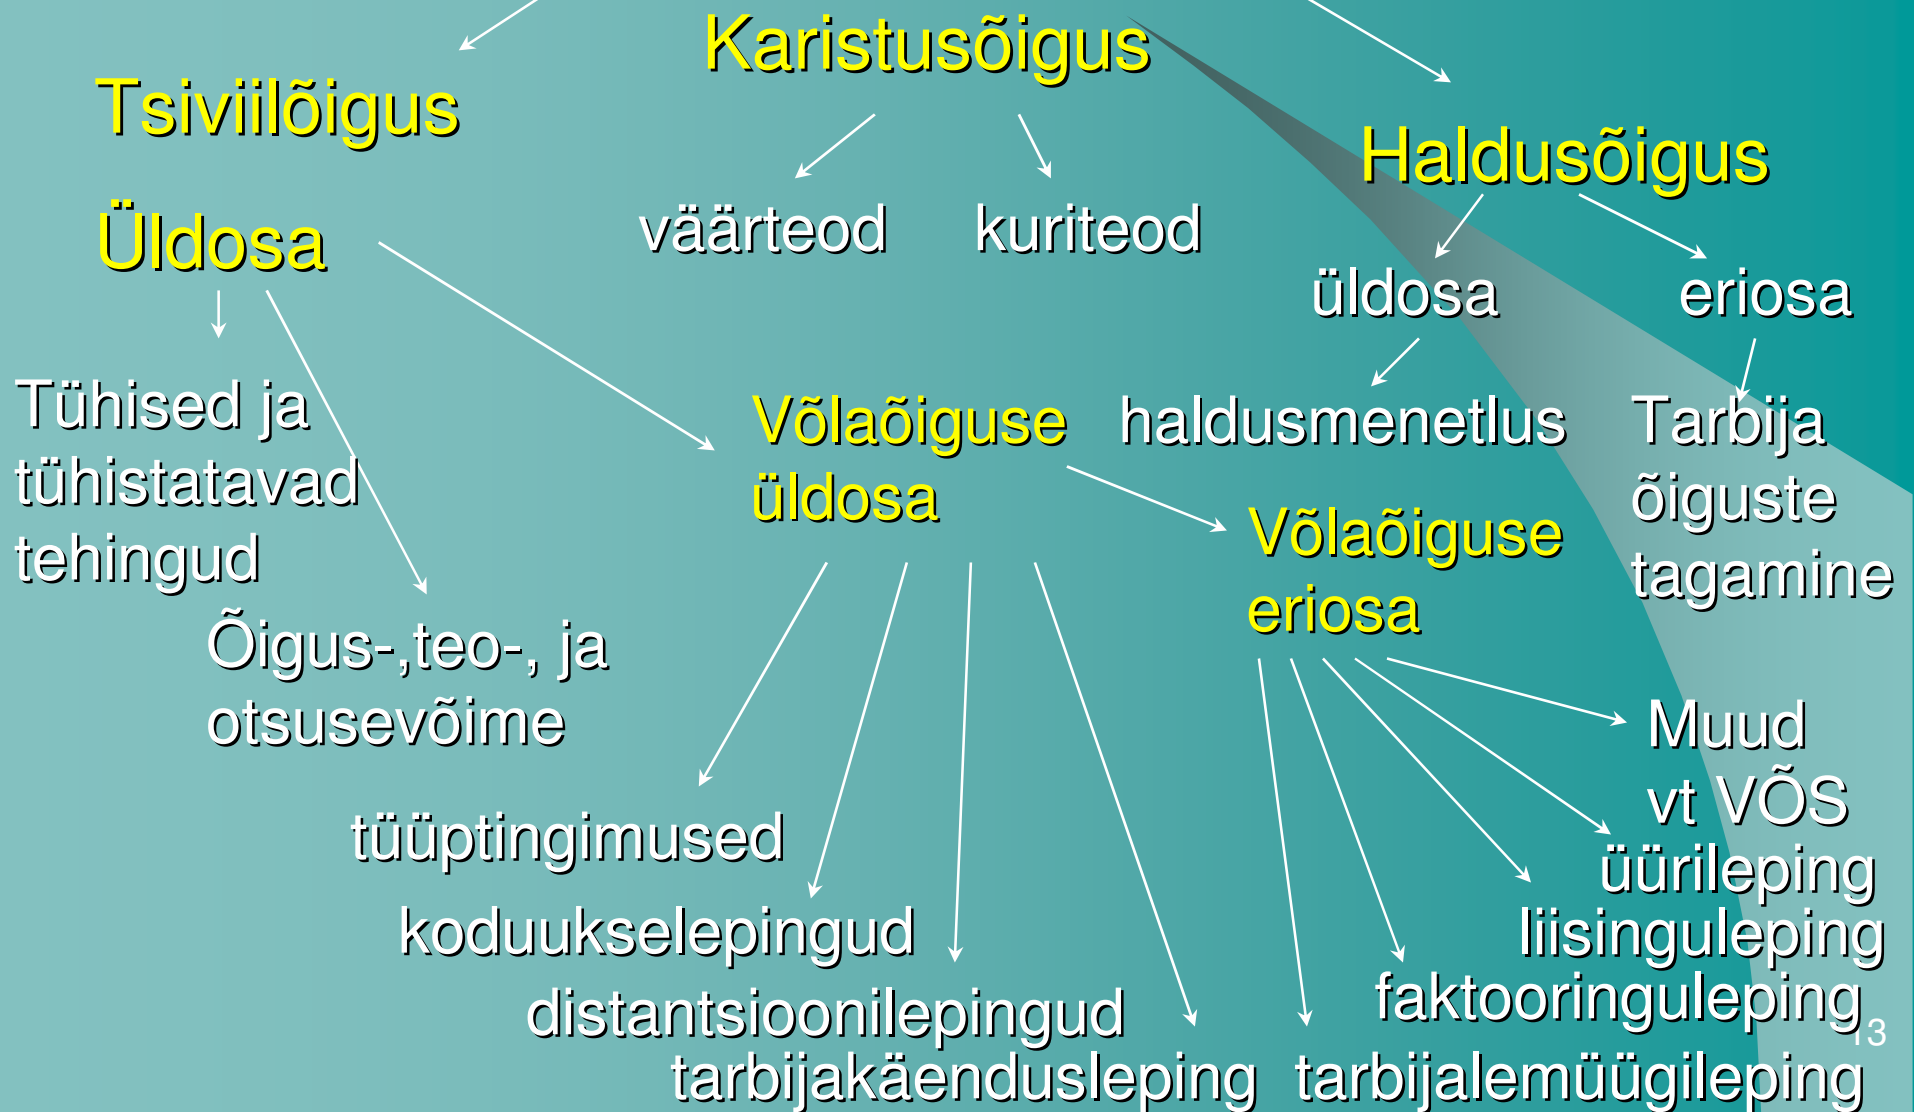 Karistusõigus
Tsiviilõigus
Haldusõigus
Üldosa
väärteod
kuriteod
üldosa
eriosa
Tühised ja
tühistatavad
tehingud
Võlaõiguse
üldosa
haldusmenetlus
Tarbija
õiguste
tagamine
Võlaõiguse
eriosa
Õigus-,teo-, ja
otsusevõime
Muud
vt VÕS
tüüptingimused
üürileping
koduukselepingud
liisinguleping
distantsioonilepingud
faktooringuleping
tarbijakäendusleping
tarbijalemüügileping
13